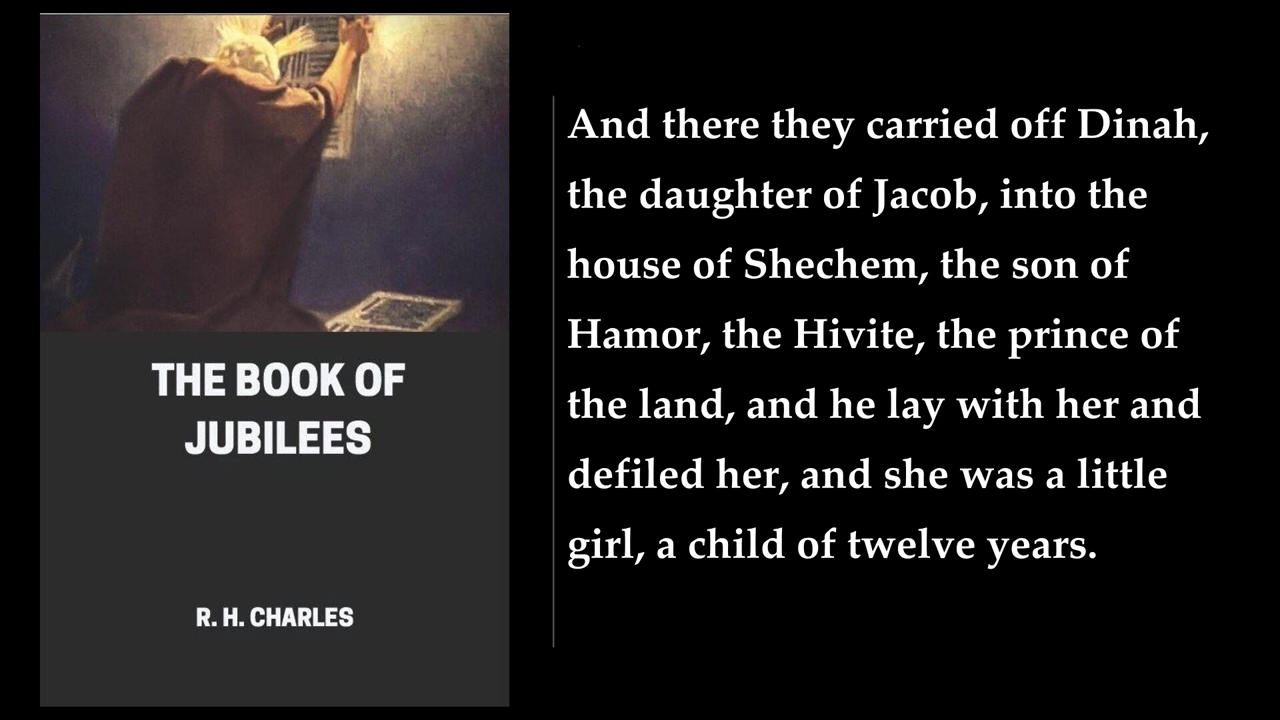 THE BOOK OF
JUBILEES
R. H. CHARLES
And there they carried off Dinah,
the daughter of Jacob, into the
house of Shechem, the son of
Hamor, the Hivite, the prince of
the land, and he lay with her and
defiled her, and she was a little
girl, a child of twelve years.